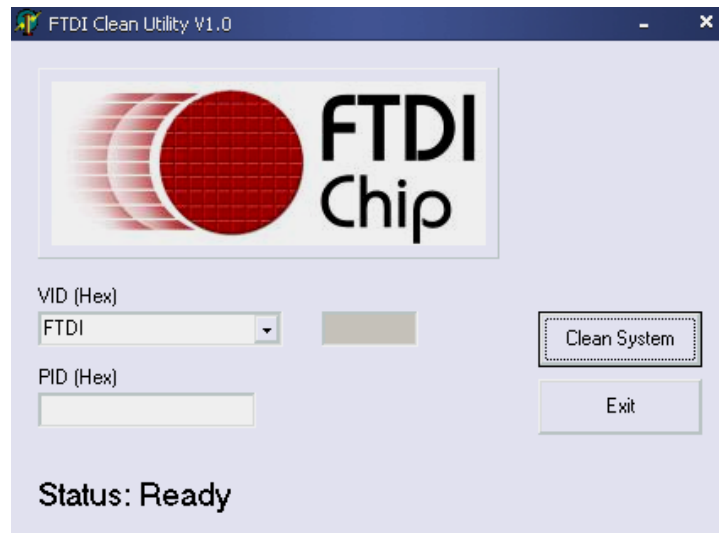 FTDI Clean Utility V1.0
FTDI
Chip
VID (Hex)
FTDI
Clean System
PID (Hex)
Exit
Status: Ready